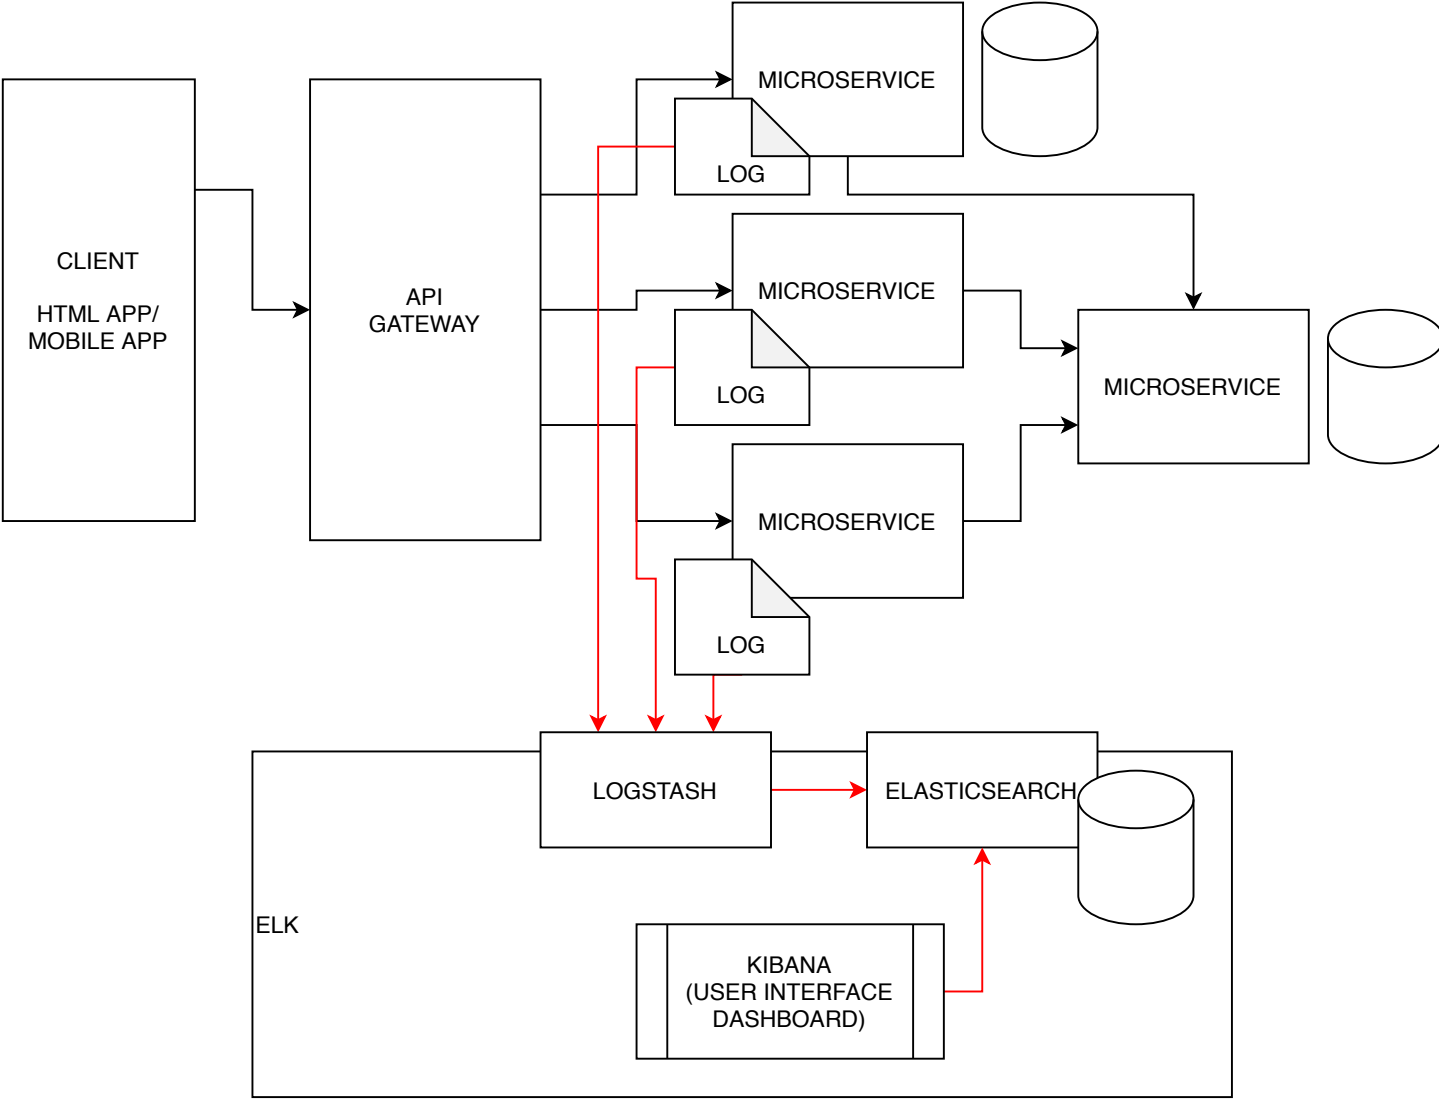 MICROSERVICE
LOG
CLIENT
HTML APP/
MOBILE APP
API
GATEWAY
MICROSERVICE
LOG
MICROSERVICE
MICROSERVICE
LOG
LOGSTASH
ELASTICSEARCH
ELK
KIBANA
(USER INTERFACE
DASHBOARD)